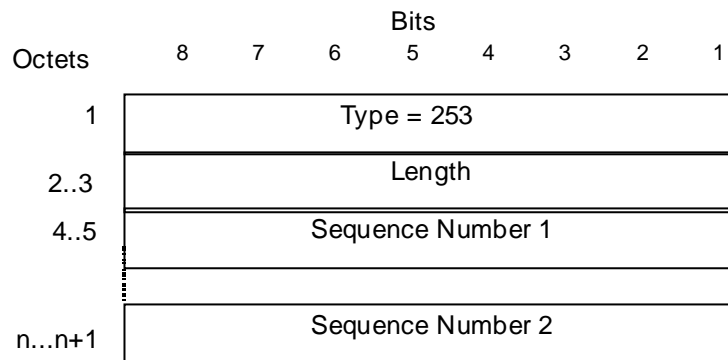 Bits
Octets 8 7 6 5 4 3 2 1
1 Type = 253
2..3 Length
4..5 Sequence Number 1
n...n+1 Sequence Number 2